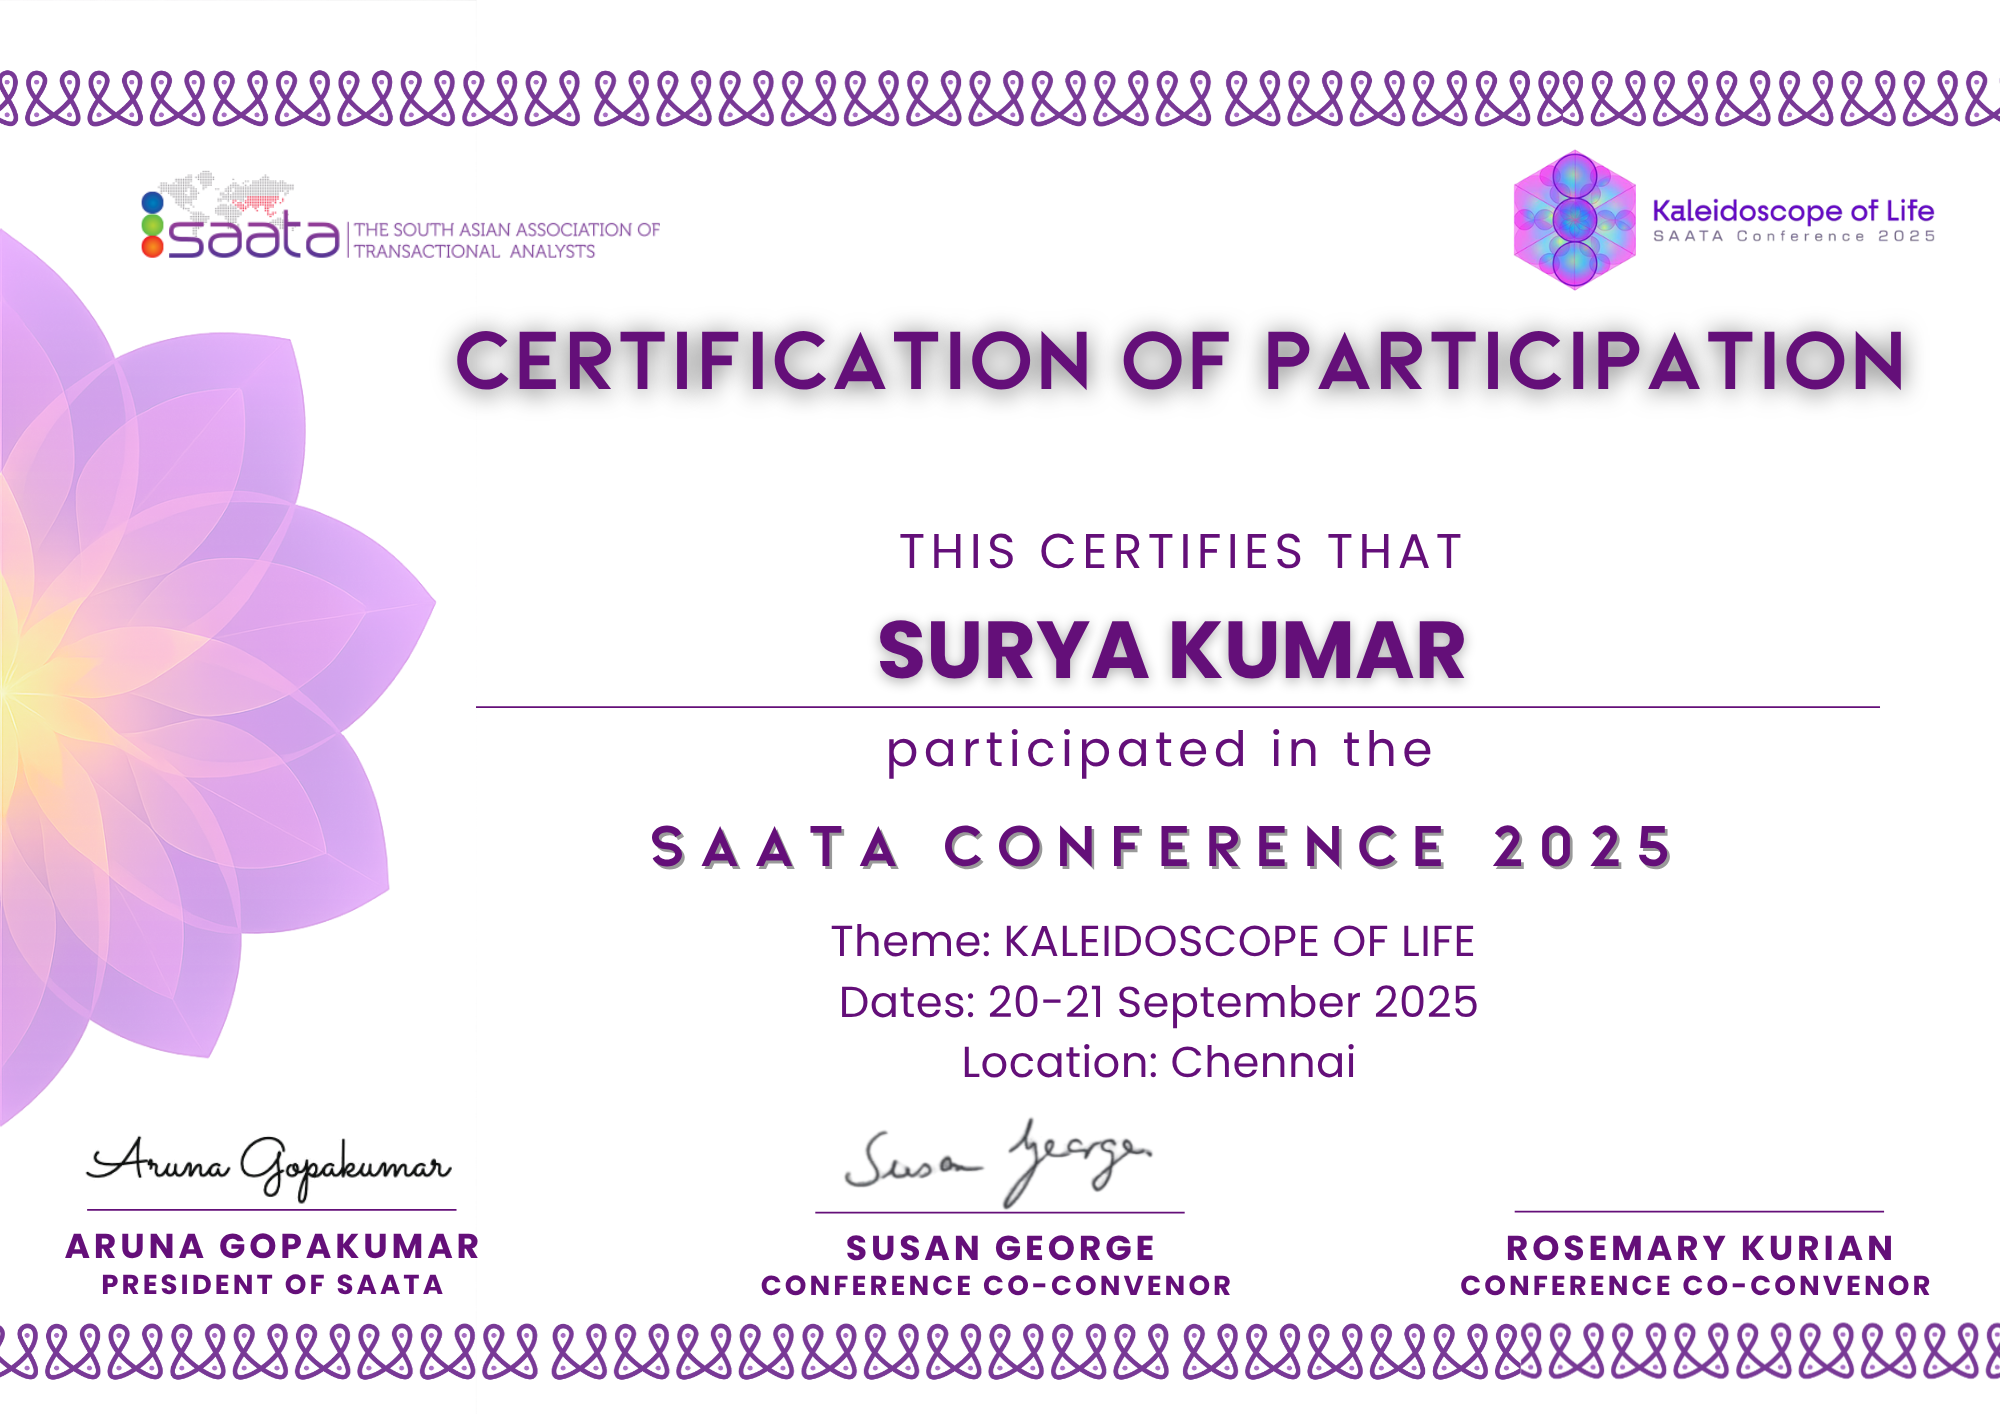 saata
THE SOUTH ASIAN ASSOCIATION OF
TRANSACTIONAL ANALYSTS
Kaleidoscope of Life
SAATA Conference 2025
CERTIFICATION OF PARTICIPATION
THIS CERTIFIES THAT
SURYA KUMAR
participated in the
SAATA CONFERENCE 2025
Theme: KALEIDOSCOPE OF LIFE
Dates: 20-21 September 2025
Location: Chennai
Aruna Gopakumar
ARUNA GOPAKUMAR
PRESIDENT OF SAATA
Susan George
SUSAN GEORGE
CONFERENCE CO-CONVENOR
ROSEMARY KURIAN
CONFERENCE CO-CONVENOR